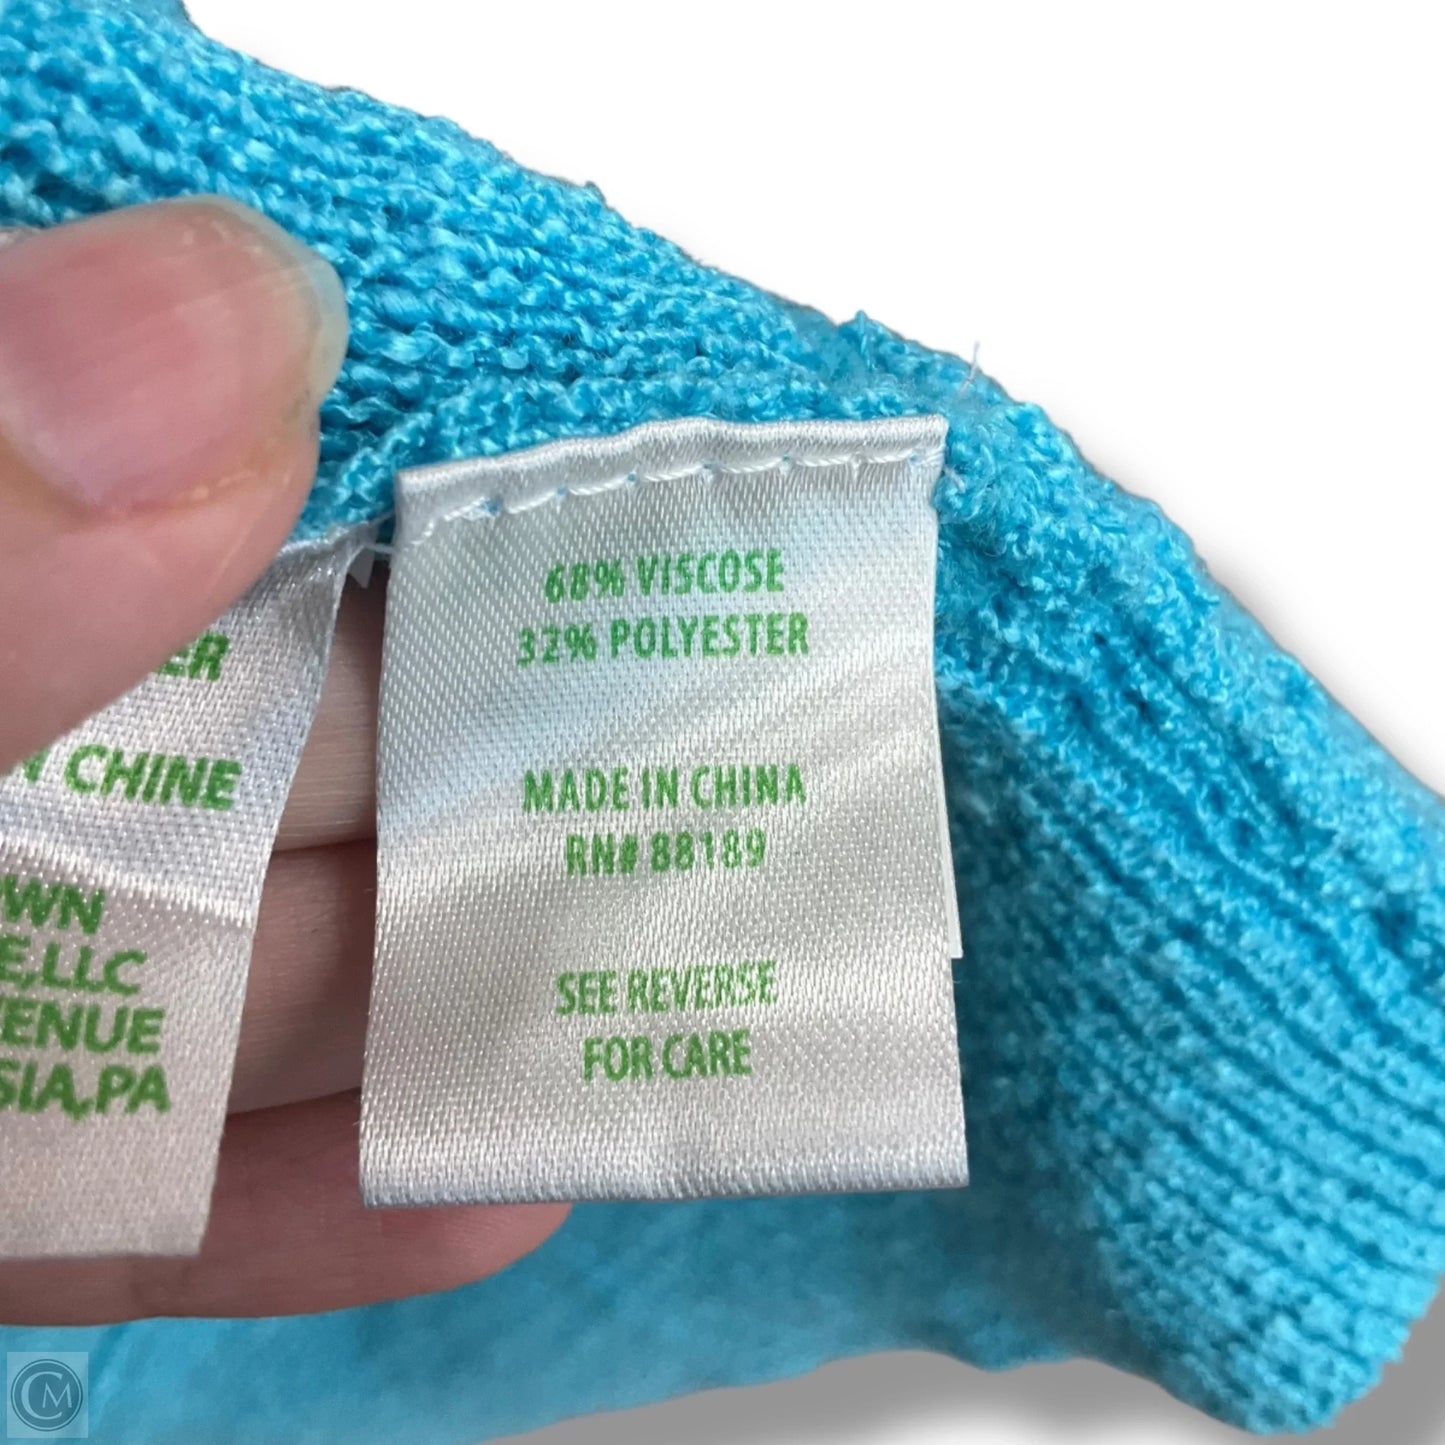 68% VISCOSE
32% POLYESTER
MADE IN CHINA
RN# 88189
SEE REVERSE
FOR CARE
ER
N CHINE
WN
E,LLC
ENUE
SIA,PA
CM